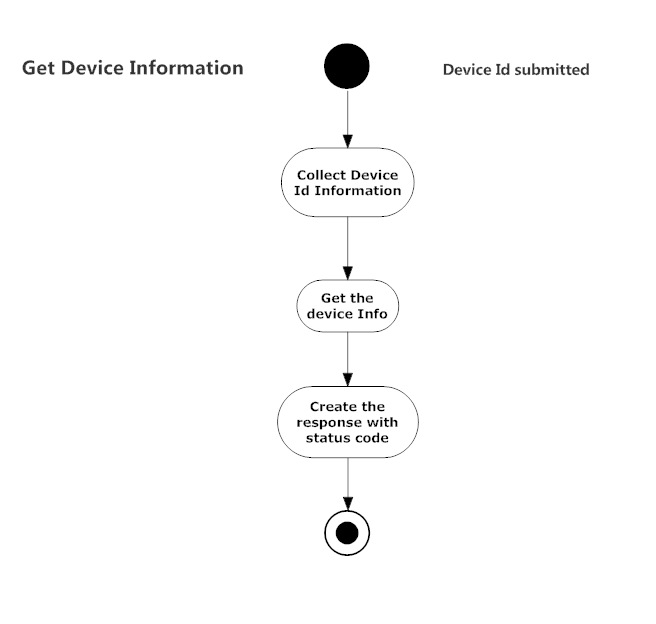 Get Device Information
Device Id submitted
Collect Device
Id Information
Get the
device Info
Create the
response with
status code